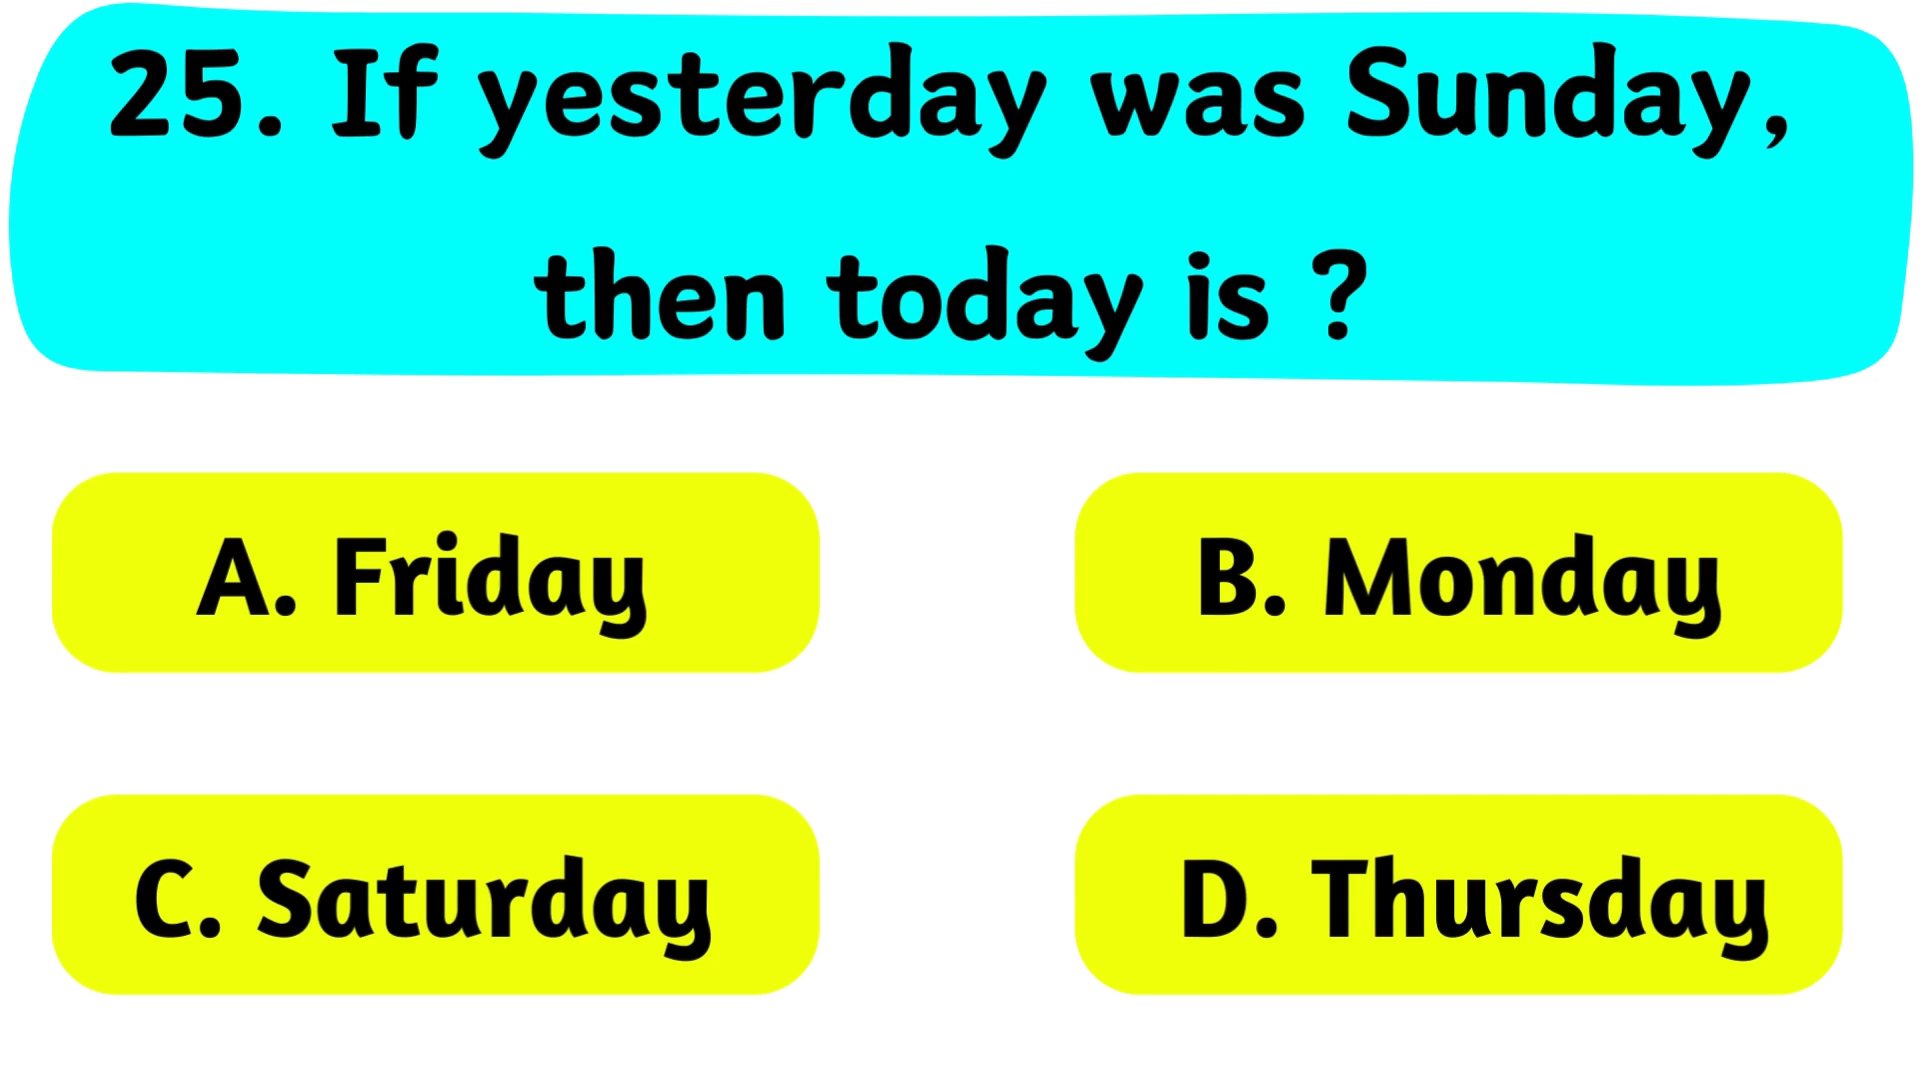 25. If yesterday was Sunday,
then today is ?
A. Friday
B. Monday
C. Saturday
D. Thursday